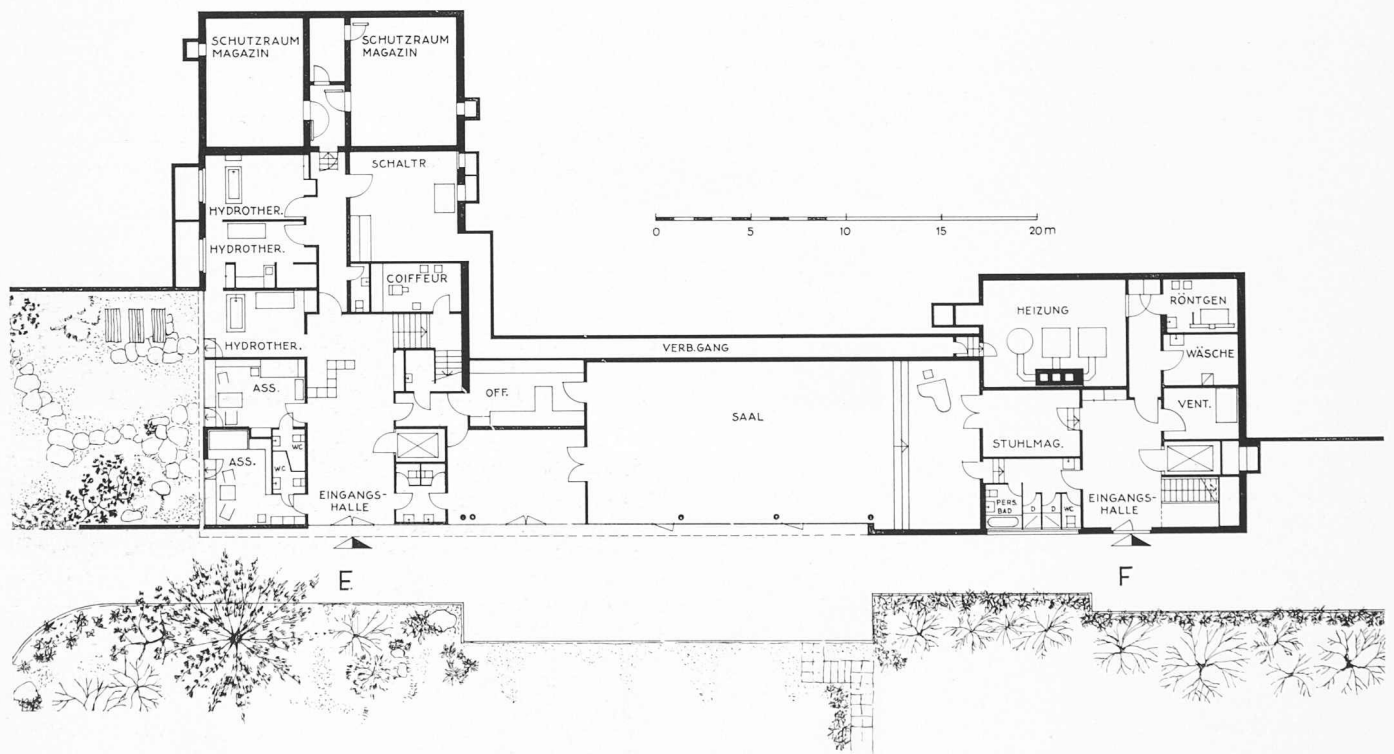 SCHUTZRAUM
MAGAZIN
SCHUTZRAUM
MAGAZIN
SCHALTR.
HYDROTHER.
HYDROTHER.
COIFFEUR
HYDROTHER.
0 5 10 15 20 m
HEIZUNG
RÖNTGEN
VERB.GANG
WÄSCHE
ASS.
OFF.
SAAL
VENT.
STUHLMAG.
WC
ASS.
WC
EINGANGS-
HALLE
PERS.
BAD
D
D
WC
EINGANGS-
HALLE
E
F